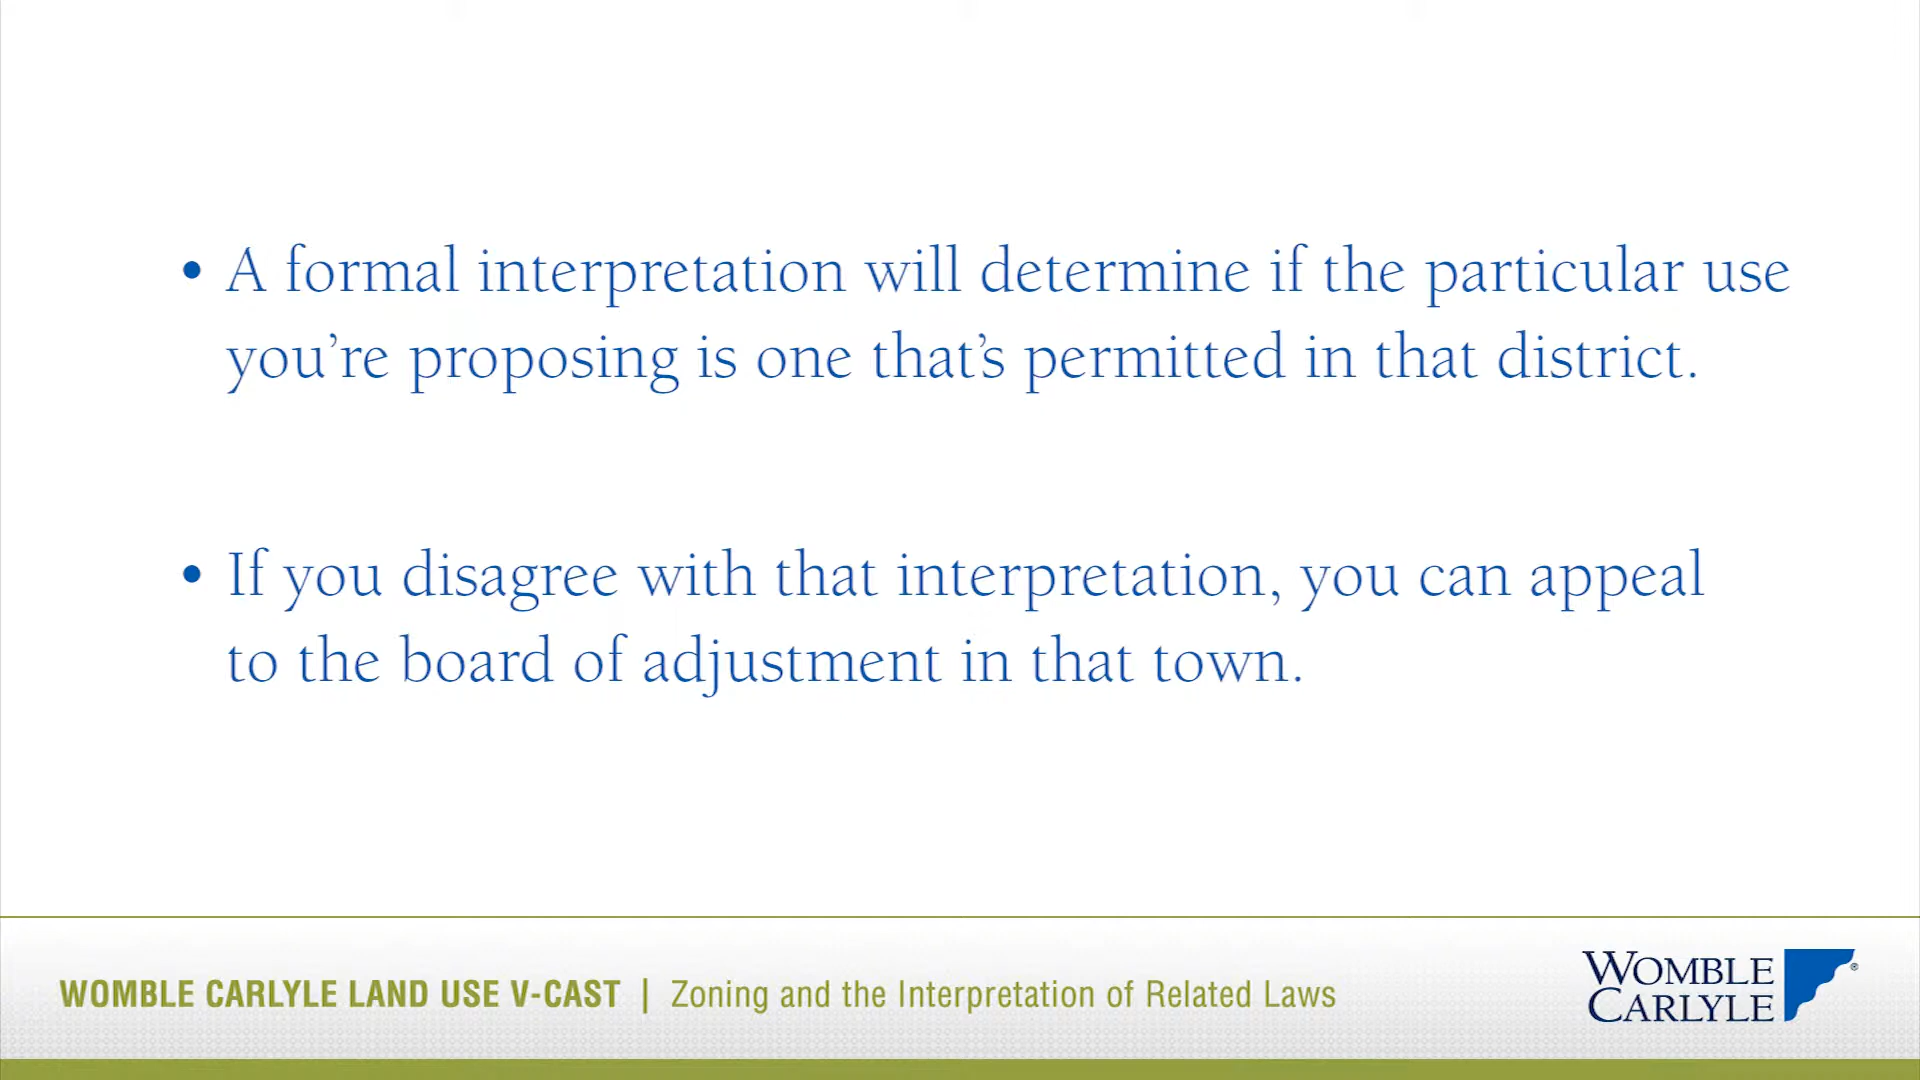 • A formal interpretation will determine if the particular use
you’re proposing is one that’s permitted in that district.
• If you disagree with that interpretation, you can appeal
to the board of adjustment in that town.
WOMBLE CARLYLE LAND USE V-CAST | Zoning and the Interpretation of Related Laws
WOMBLE
CARLYLE ®